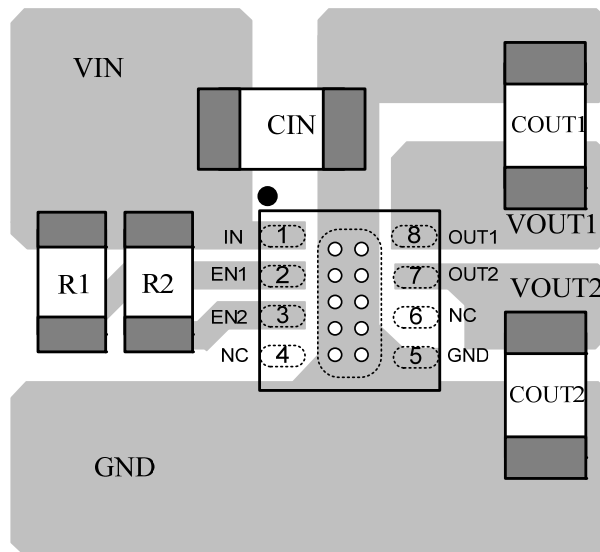 VIN
CIN
COUT1
VOUT1
IN 1 8 OUT1
EN1 2 7 OUT2
R1 R2
VOUT2
EN2 3 6 NC
NC 4 5 GND
COUT2
GND